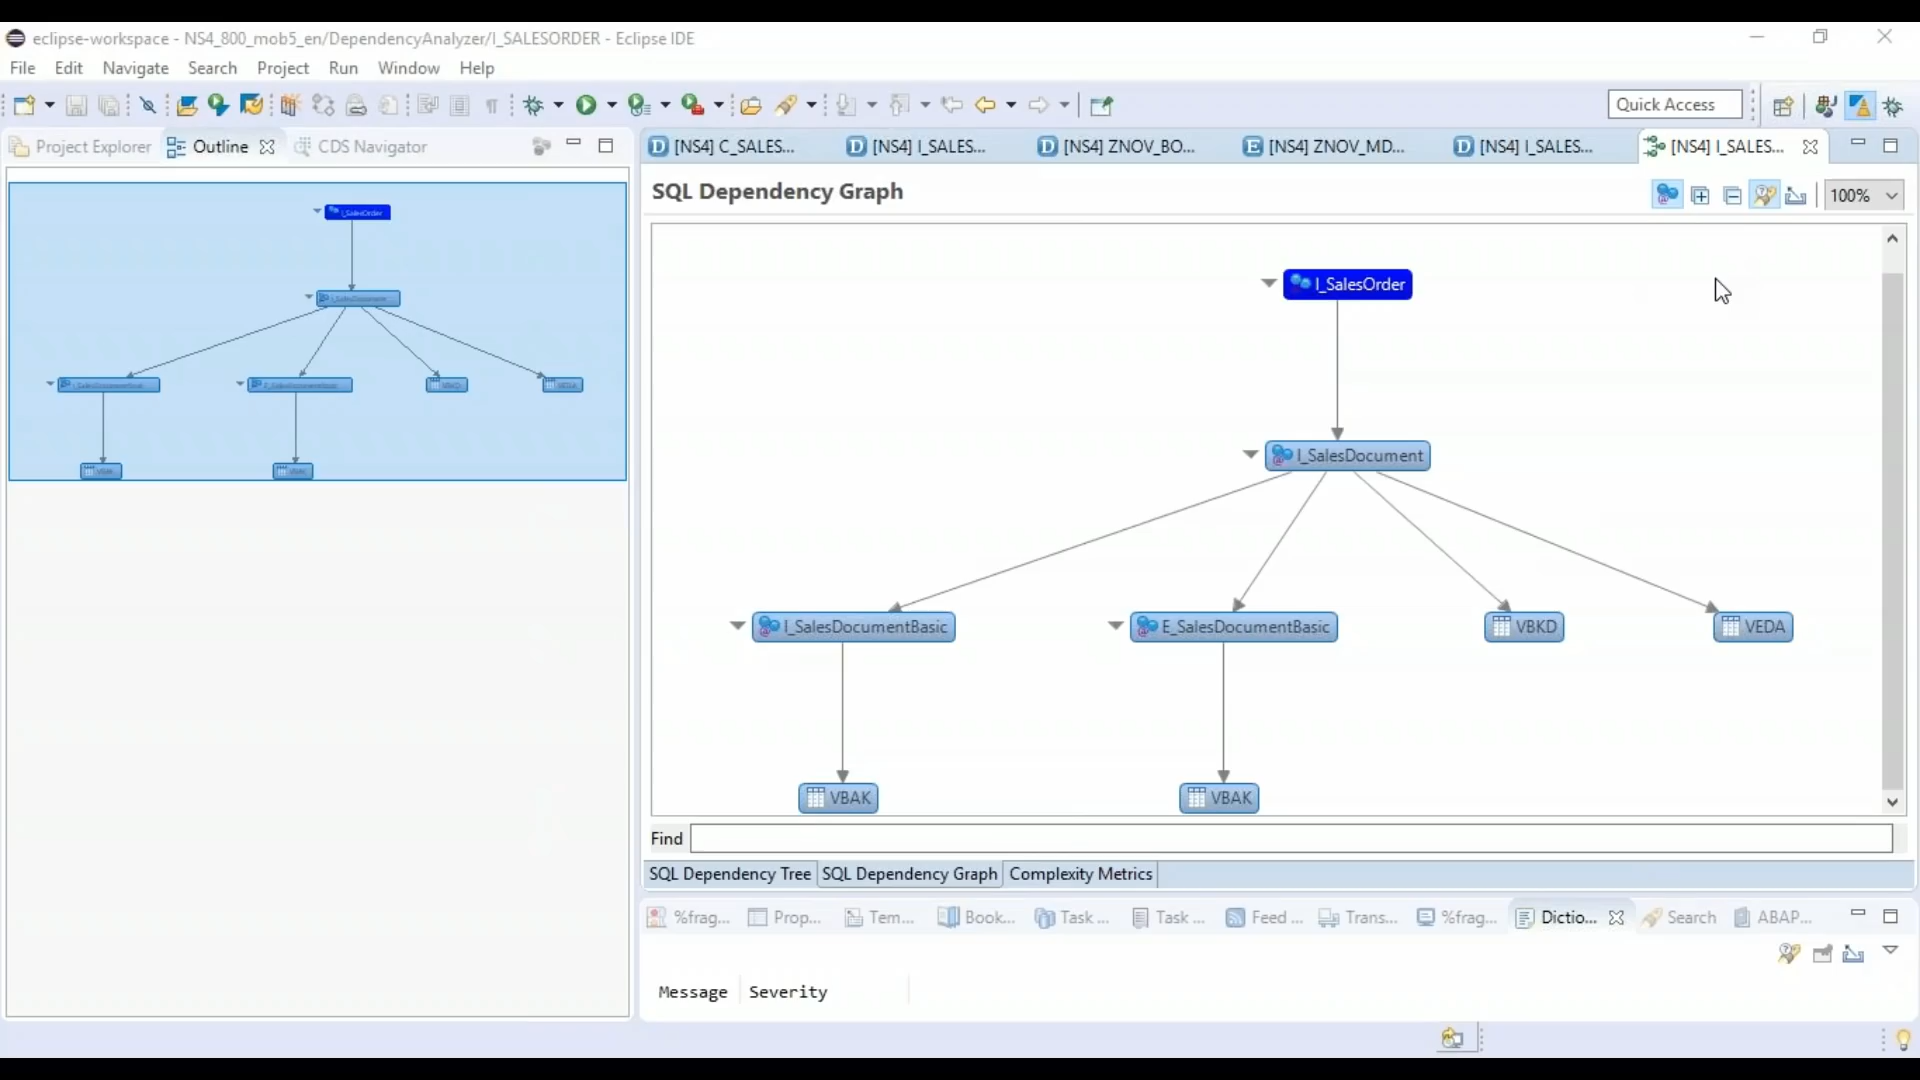 eclipse-workspace - NS4_800_mob5_en/DependencyAnalyzer/I_SALESORDER - Eclipse IDE
File Edit Navigate Search Project Run Window Help
Quick Access
Project Explorer Outline CDS Navigator
[NS4] C_SALES... [NS4] I_SALES... [NS4] ZNOV_BO... [NS4] ZNOV_MD... [NS4] I_SALES... [NS4] I_SALES...
SQL Dependency Graph
100%
I_SalesOrder
I_SalesDocument
I_SalesDocumentBasic E_SalesDocumentBasic VBKD VEDA
VBAK VBAK
Find
SQL Dependency Tree SQL Dependency Graph Complexity Metrics
%frag... Prop... Tem... Book... Task ... Task ... Feed ... Trans... %frag... Dictio... Search ABAP...
Message Severity